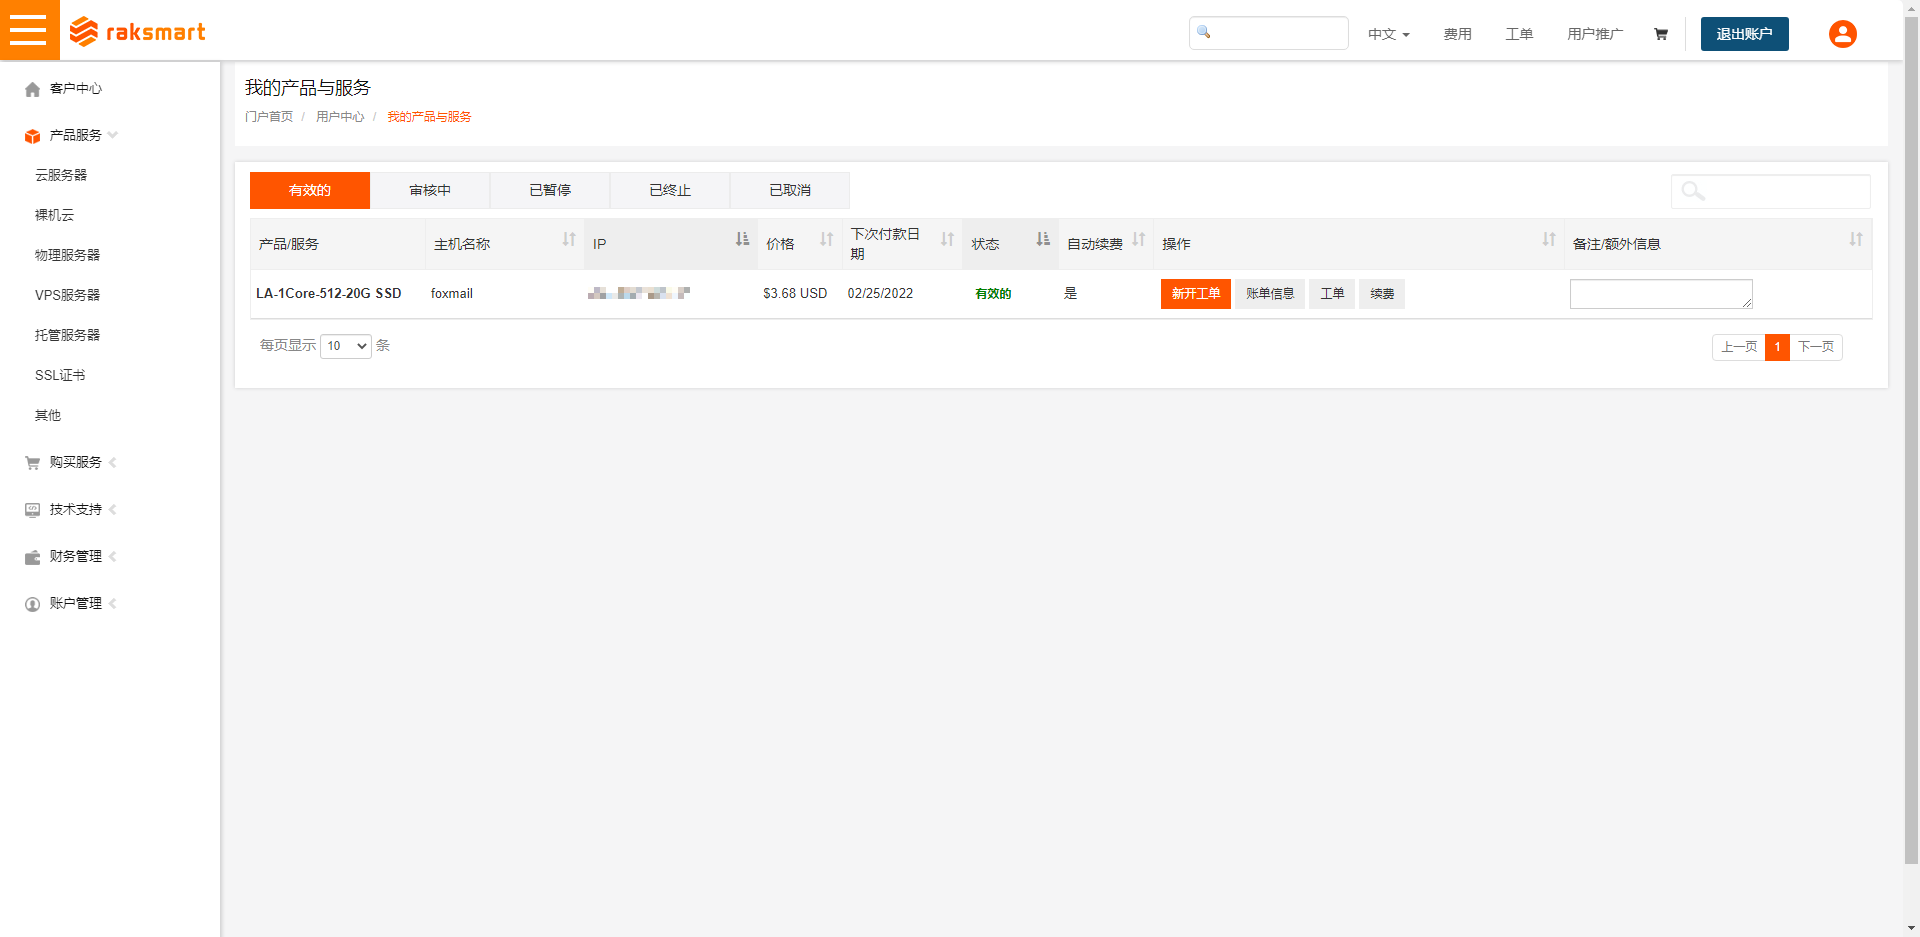 raksmart
中文
费用
工单
用户推广
退出账户
客户中心
产品服务
云服务器
裸机云
物理服务器
VPS服务器
托管服务器
SSL证书
其他
购买服务
技术支持
财务管理
账户管理
我的产品与服务
门户首页 / 用户中心 / 我的产品与服务
有效的 审核中 已暂停 已终止 已取消
产品/服务 主机名称 IP 价格 下次付款日期 状态 自动续费 操作 备注/额外信息
LA-1Core-512-20G SSD foxmail $3.68 USD 02/25/2022 有效的 是 新开工单 账单信息 工单 续费
每页显示 10 条
上一页 1 下一页